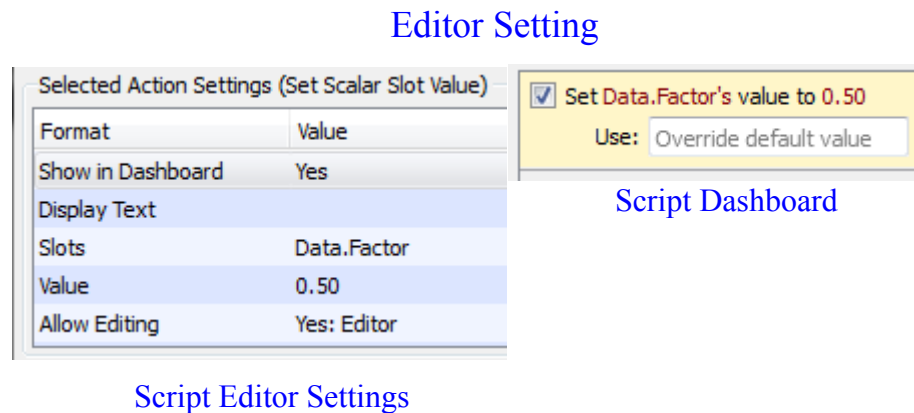 Editor Setting
Selected Action Settings (Set Scalar Slot Value)
Format Value
Show in Dashboard Yes
Display Text
Slots Data.Factor
Value 0.50
Allow Editing Yes: Editor
Script Editor Settings
Set Data.Factor's value to 0.50
Use: Override default value
Script Dashboard